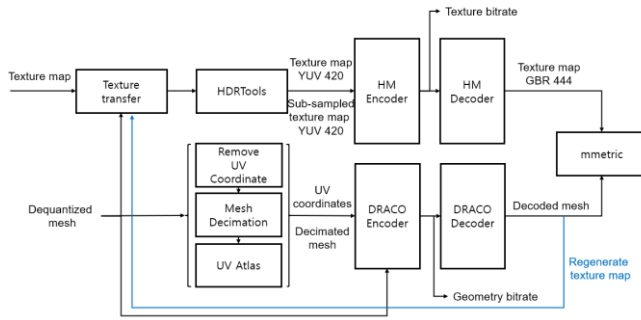 Texture bitrate
Texture map
Texture
transfer
HDRTools
Texture map
YUV 420
Sub-sampled
texture map
YUV 420
HM
Encoder
HM
Decoder
Texture map
GBR 444
mmetric
Dequantized
mesh
Remove
UV
Coordinate
Mesh
Decimation
UV Atlas
UV
coordinates
Decimated
mesh
DRACO
Encoder
DRACO
Decoder
Decoded mesh
Regenerate
texture map
Geometry bitrate